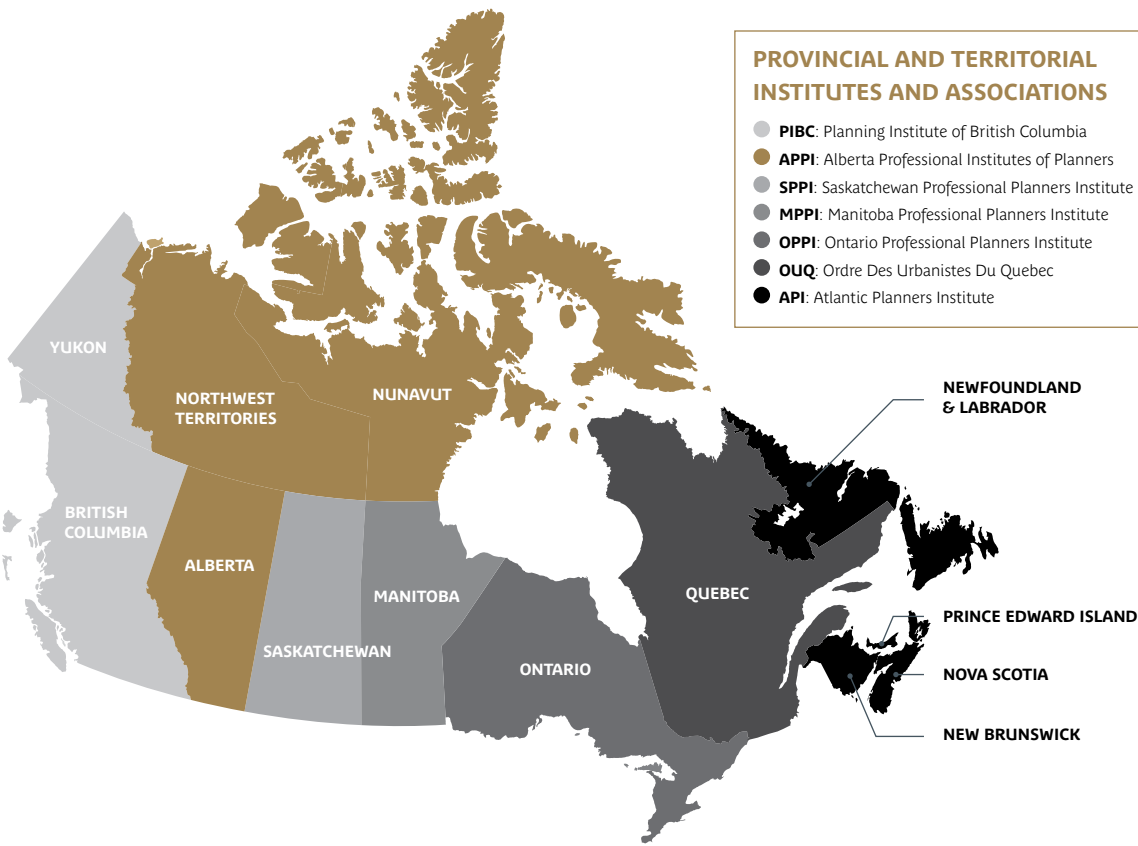 PROVINCIAL AND TERRITORIAL
INSTITUTES AND ASSOCIATIONS
PIBC: Planning Institute of British Columbia
APPI: Alberta Professional Institutes of Planners
SPPI: Saskatchewan Professional Planners Institute
MPPI: Manitoba Professional Planners Institute
OPPI: Ontario Professional Planners Institute
OUQ: Ordre Des Urbanistes Du Quebec
API: Atlantic Planners Institute
YUKON
NORTHWEST
TERRITORIES
NUNAVUT
NEWFOUNDLAND
& LABRADOR
BRITISH
COLUMBIA
ALBERTA
MANITOBA
QUEBEC
PRINCE EDWARD ISLAND
SASKATCHEWAN
ONTARIO
NOVA SCOTIA
NEW BRUNSWICK